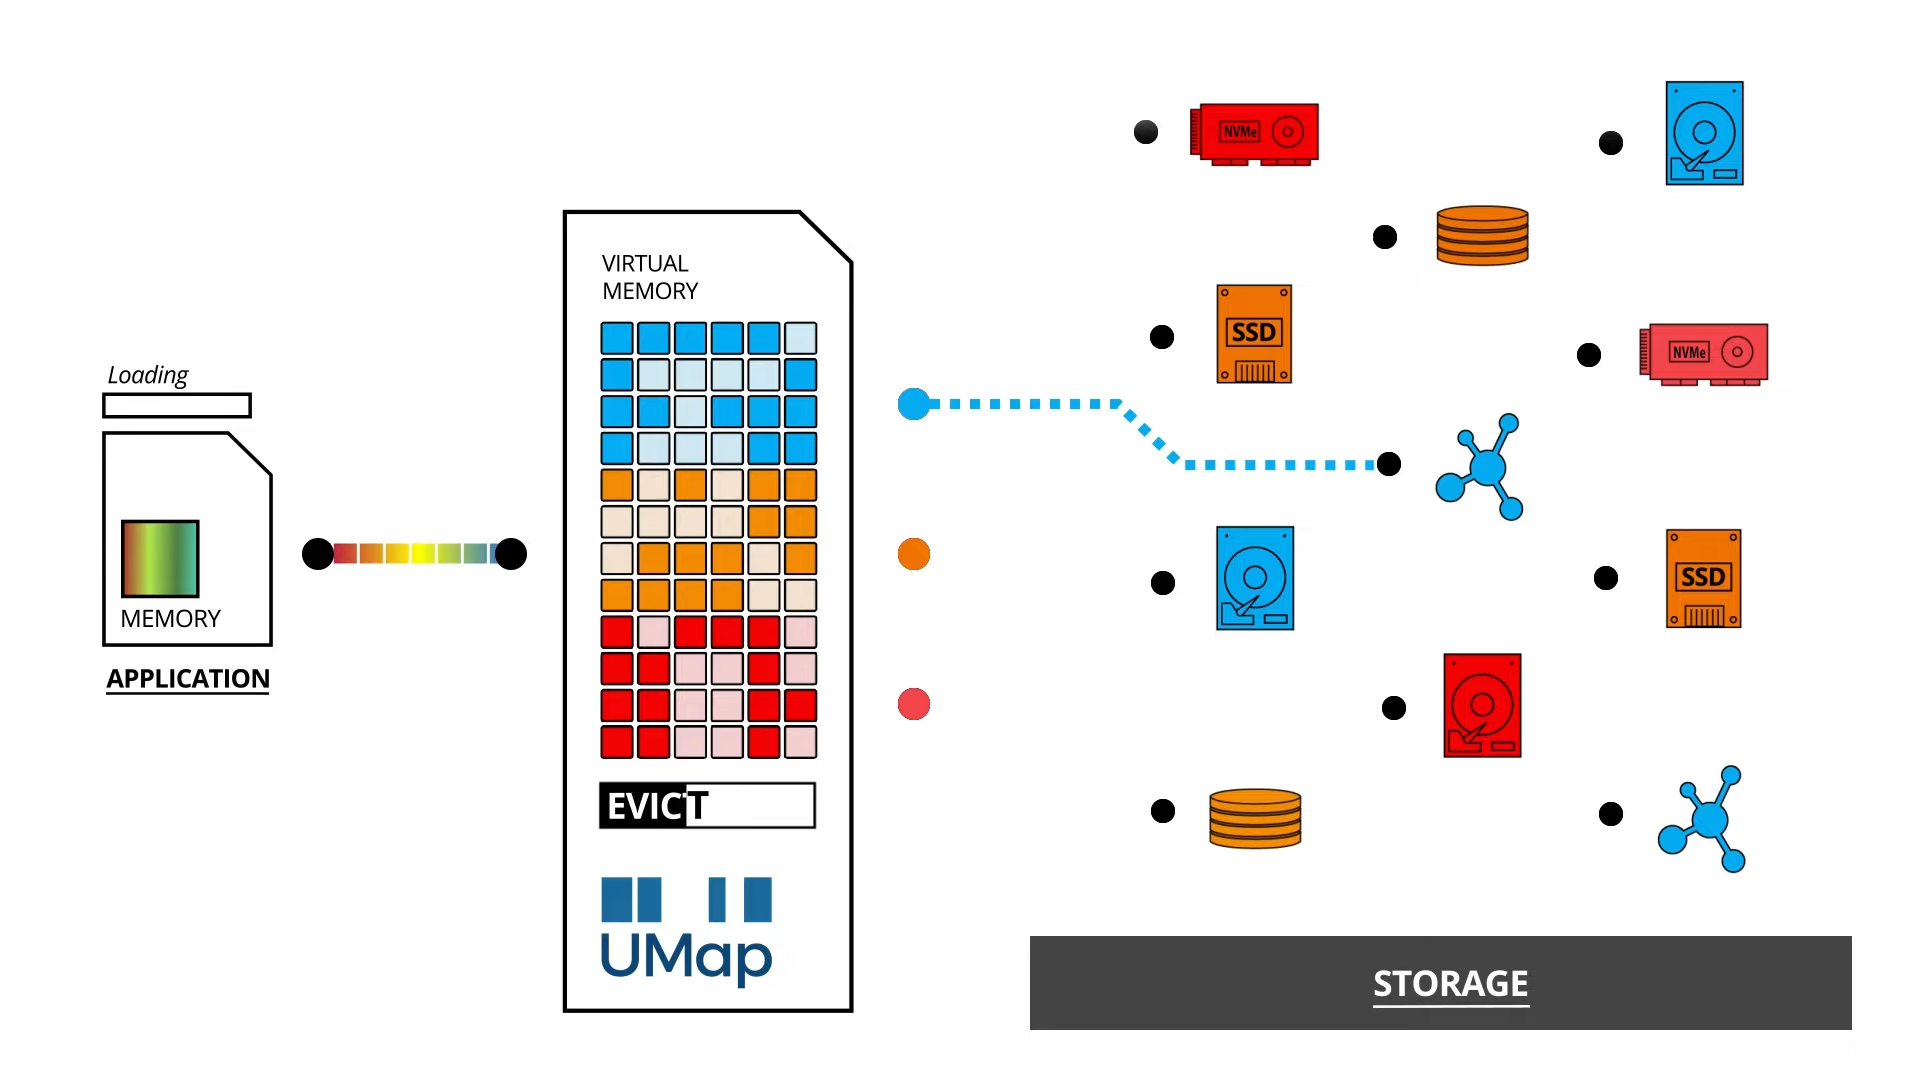 Loading
MEMORY
APPLICATION
VIRTUAL
MEMORY
EVICT
UMap
NVMe
SSD
NVMe
SSD
STORAGE